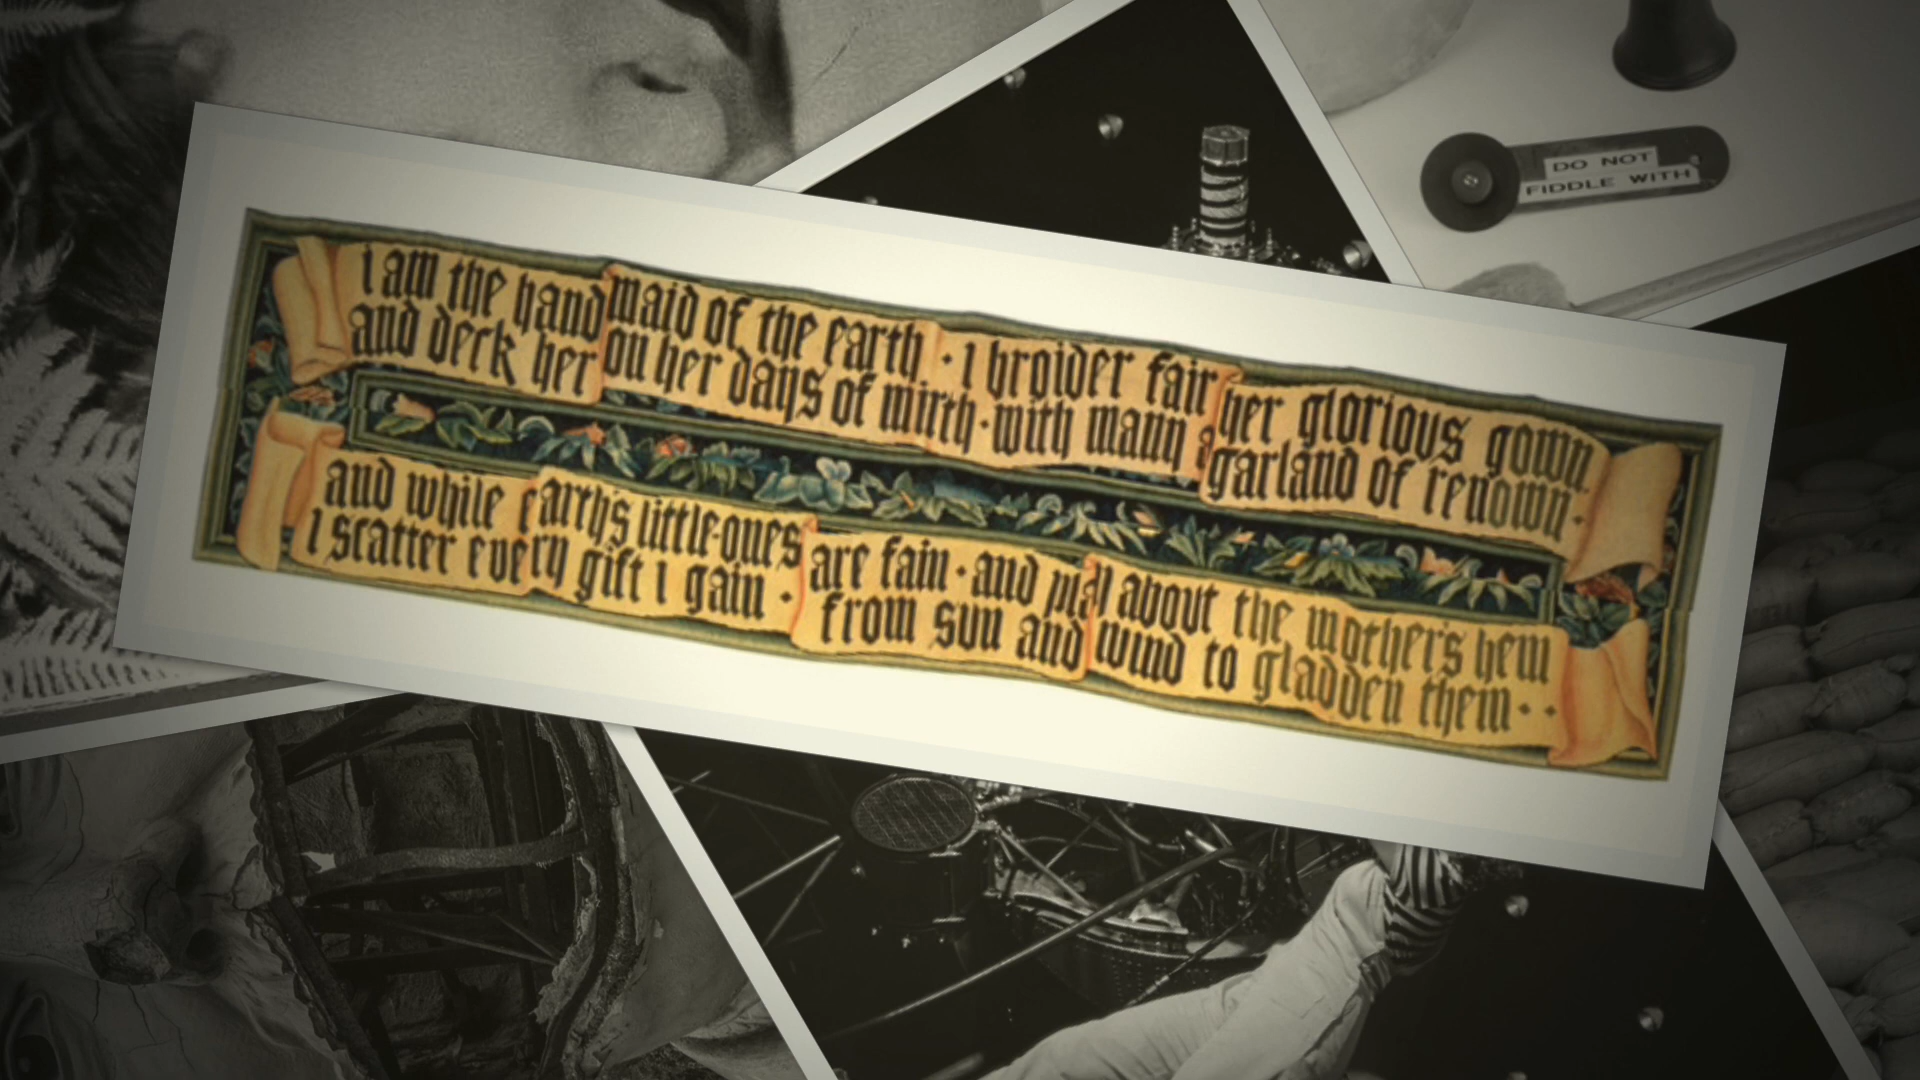 i am the handmaid of the earth · i broider fair her glorious gown
and deck her on her days of mirth · with many a garland of renown ·
and while earth's little ones are fain · and play about the mother's hem
i scatter every gift i gain · from sun and wind to gladden them · ·
DO NOT
FIDDLE WITH